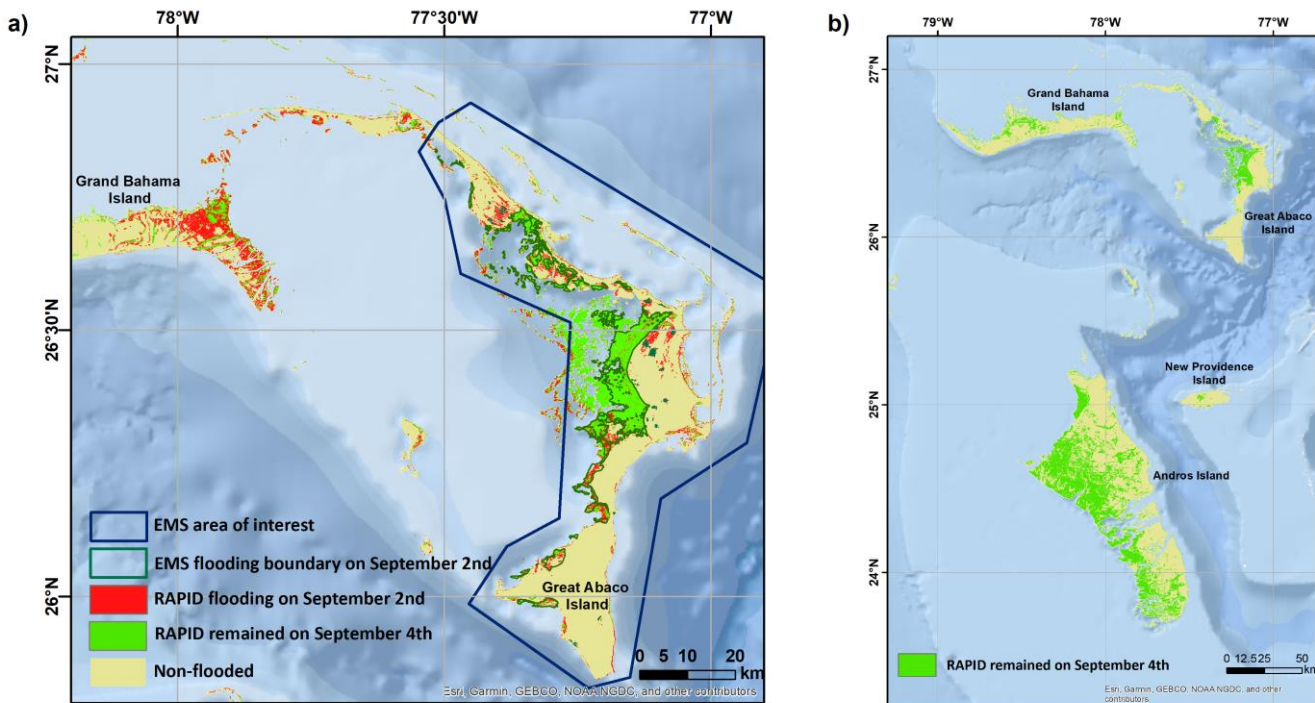 a)
78°W
77°30'W
77°W
27°N
26°30'N
26°N
Grand Bahama
Island
Great Abaco
Island
EMS area of interest
EMS flooding boundary on September 2nd
RAPID flooding on September 2nd
RAPID remained on September 4th
Non-flooded
0 5 10 20
km
Esri, Garmin, GEBCO, NOAA NGDC, and other contributors
b)
79°W
78°W
77°W
27°N
26°N
25°N
24°N
Grand Bahama
Island
Great Abaco
Island
New Providence
Island
Andros Island
RAPID remained on September 4th
0 12.5 25 50
km
Esri, Garmin, GEBCO, NOAA NGDC, and other
contributors